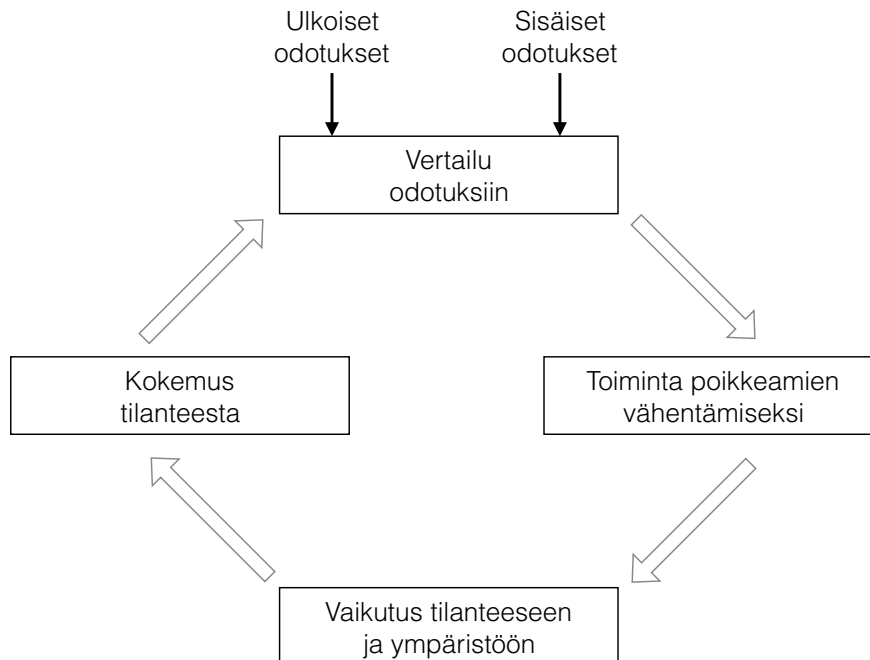 Ulkoiset
odotukset
Sisäiset
odotukset
Vertailu
odotuksiin
Kokemus
tilanteesta
Toiminta poikkeamien
vähentämiseksi
Vaikutus tilanteeseen
ja ympäristöön